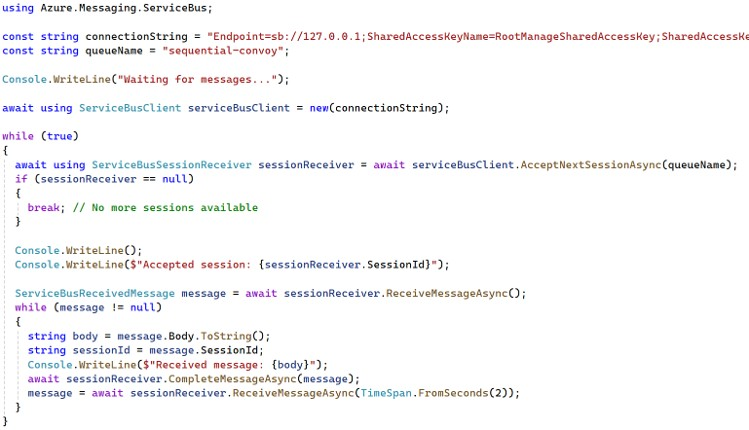 using Azure.Messaging.ServiceBus;
const string connectionString = "Endpoint=sb://127.0.0.1;SharedAccessKeyName=RootManageSharedAccessKey;SharedAccessKe
const string queueName = "sequential-convoy";
Console.WriteLine("Waiting for messages...");
await using ServiceBusClient serviceBusClient = new(connectionString);
while (true)
{
await using ServiceBusSessionReceiver sessionReceiver = await serviceBusClient.AcceptNextSessionAsync(queueName);
if (sessionReceiver == null)
{
break; // No more sessions available
}
Console.WriteLine();
Console.WriteLine($"Accepted session: {sessionReceiver.SessionId}");
ServiceBusReceivedMessage message = await sessionReceiver.ReceiveMessageAsync();
while (message != null)
{
string body = message.Body.ToString();
string sessionId = message.SessionId;
Console.WriteLine($"Received message: {body}");
await sessionReceiver.CompleteMessageAsync(message);
message = await sessionReceiver.ReceiveMessageAsync(TimeSpan.FromSeconds(2));
}
}